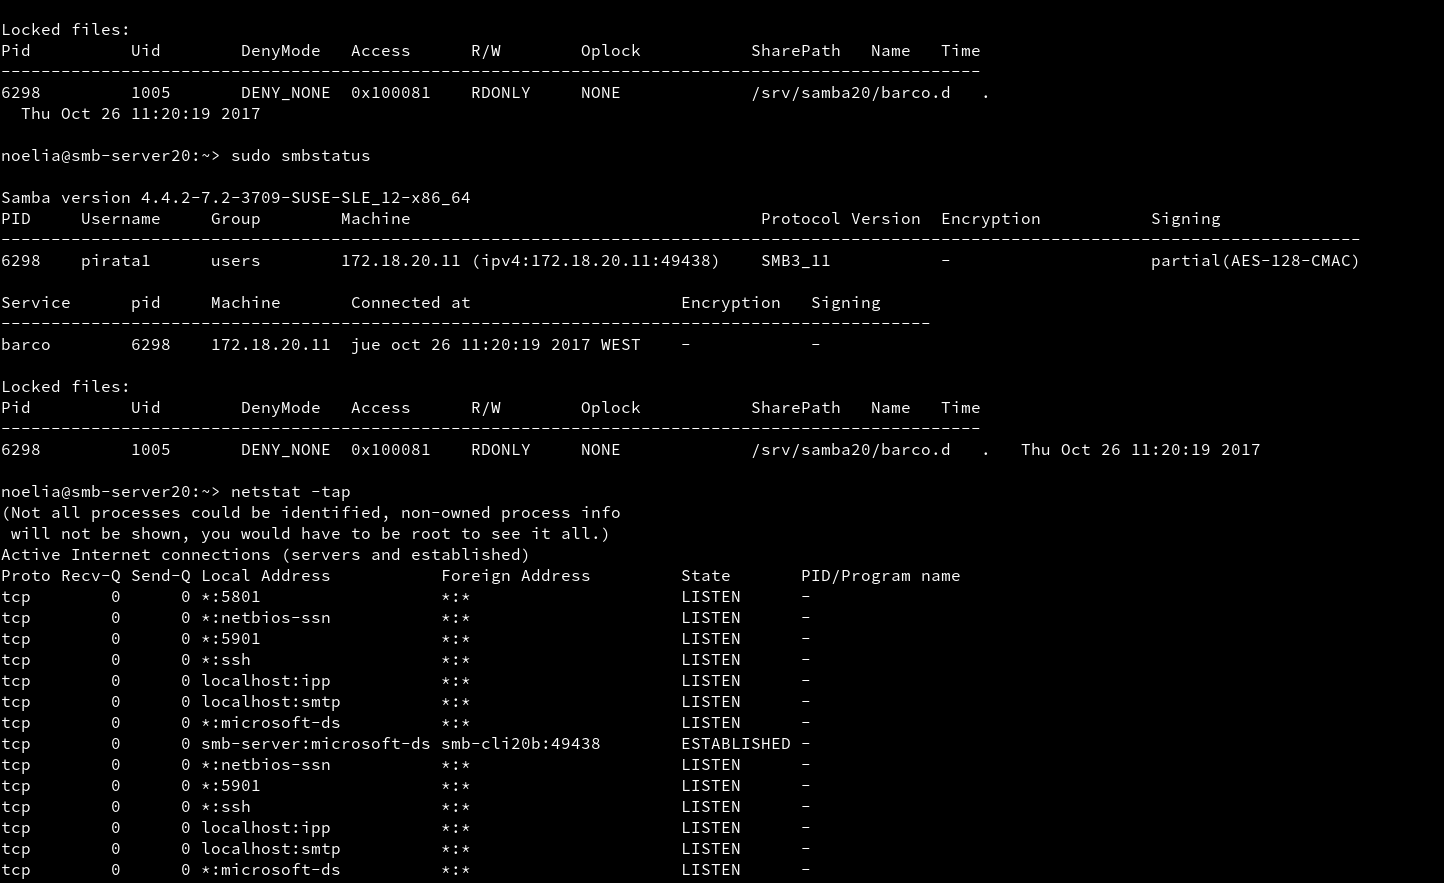 Locked files:
Pid          Uid        DenyMode   Access      R/W        Oplock           SharePath   Name   Time
--------------------------------------------------------------------------------------------------
6298         1005       DENY_NONE  0x100081    RDONLY     NONE             /srv/samba20/barco.d   .
  Thu Oct 26 11:20:19 2017
noelia@smb-server20:~> sudo smbstatus
Samba version 4.4.2-7.2-3709-SUSE-SLE_12-x86_64
PID     Username     Group        Machine                                   Protocol Version  Encryption           Signing
----------------------------------------------------------------------------------------------------------------------------------------
6298    pirata1      users        172.18.20.11 (ipv4:172.18.20.11:49438)    SMB3_11           -                    partial(AES-128-CMAC)
Service      pid     Machine       Connected at                     Encryption   Signing
---------------------------------------------------------------------------------------------
barco        6298    172.18.20.11  jue oct 26 11:20:19 2017 WEST    -            -
Locked files:
Pid          Uid        DenyMode   Access      R/W        Oplock           SharePath   Name   Time
--------------------------------------------------------------------------------------------------
6298         1005       DENY_NONE  0x100081    RDONLY     NONE             /srv/samba20/barco.d   .   Thu Oct 26 11:20:19 2017
noelia@smb-server20:~> netstat -tap
(Not all processes could be identified, non-owned process info
 will not be shown, you would have to be root to see it all.)
Active Internet connections (servers and established)
Proto Recv-Q Send-Q Local Address           Foreign Address         State       PID/Program name
tcp        0      0 *:5801                  *:*                     LISTEN      -
tcp        0      0 *:netbios-ssn           *:*                     LISTEN      -
tcp        0      0 *:5901                  *:*                     LISTEN      -
tcp        0      0 *:ssh                   *:*                     LISTEN      -
tcp        0      0 localhost:ipp           *:*                     LISTEN      -
tcp        0      0 localhost:smtp          *:*                     LISTEN      -
tcp        0      0 *:microsoft-ds          *:*                     LISTEN      -
tcp        0      0 smb-server:microsoft-ds smb-cli20b:49438        ESTABLISHED -
tcp        0      0 *:netbios-ssn           *:*                     LISTEN      -
tcp        0      0 *:5901                  *:*                     LISTEN      -
tcp        0      0 *:ssh                   *:*                     LISTEN      -
tcp        0      0 localhost:ipp           *:*                     LISTEN      -
tcp        0      0 localhost:smtp          *:*                     LISTEN      -
tcp        0      0 *:microsoft-ds          *:*                     LISTEN      -